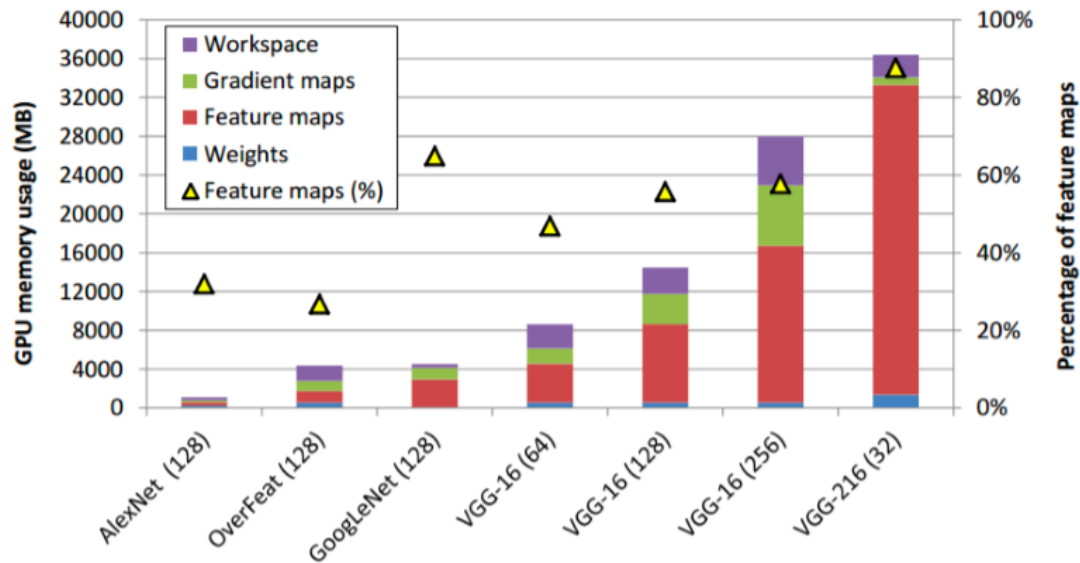 GPU memory usage (MB)
40000
36000
32000
28000
24000
20000
16000
12000
8000
4000
0
Workspace
Gradient maps
Feature maps
Weights
Feature maps (%)
100%
80%
60%
40%
20%
0%
Percentage of feature maps
AlexNet (128)
OverFeat (128)
GoogLeNet (128)
VGG-16 (64)
VGG-16 (128)
VGG-16 (256)
VGG-216 (32)